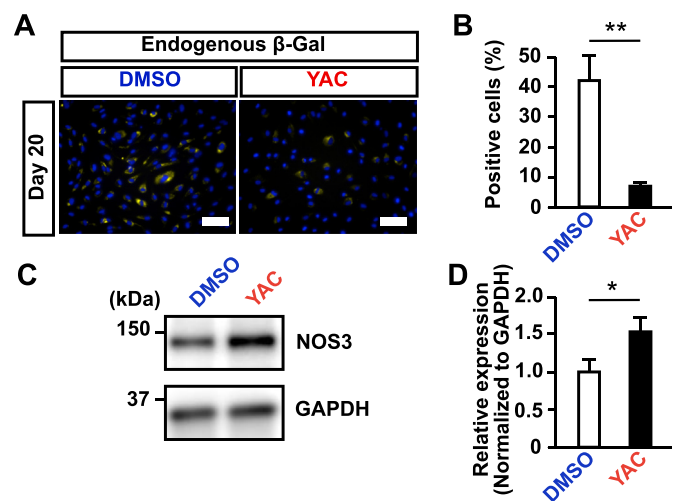 A
Endogenous β-Gal
DMSO
YAC
Day 20
B
Positive cells (%)
50
40
30
20
10
0
**
DMSO
YAC
C
(kDa)
DMSO
YAC
150
NOS3
37
GAPDH
D
Relative expression
(Normalized to GAPDH)
2.0
1.5
1.0
0.5
0
*
DMSO
YAC